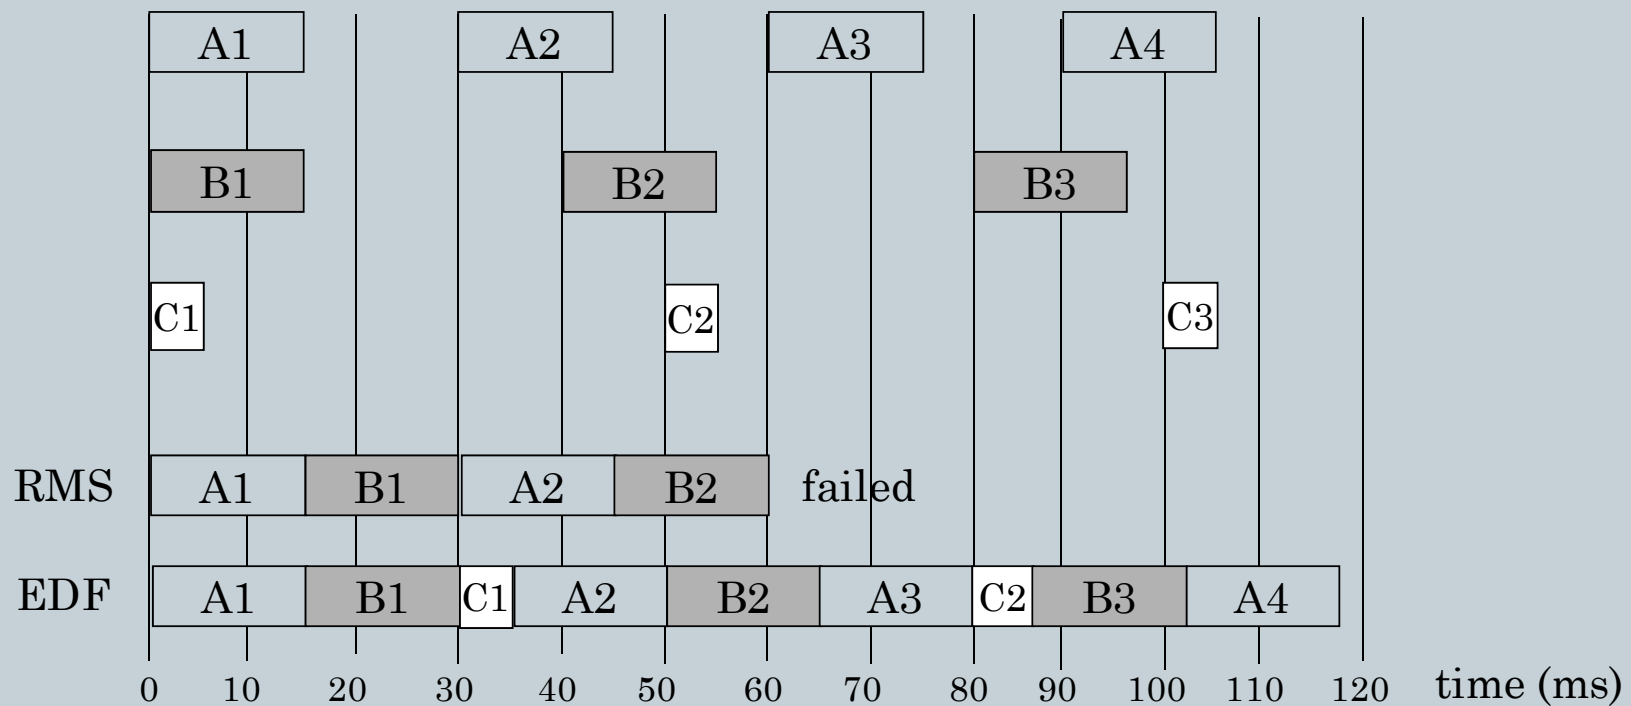 A1 A2 A3 A4
B1 B2 B3
C1 C2 C3
RMS A1 B1 A2 B2 failed
EDF A1 B1 C1 A2 B2 A3 C2 B3 A4
0 10 20 30 40 50 60 70 80 90 100 110 120 time (ms)